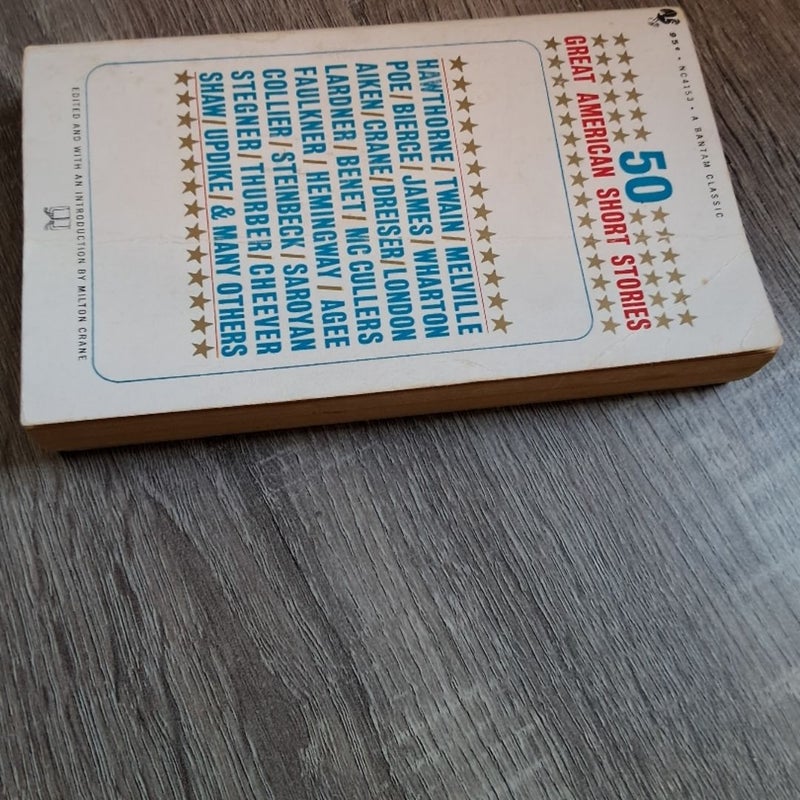 95¢ • NC4153 • A BANTAM CLASSIC
50
GREAT AMERICAN SHORT STORIES
HAWTHORNE / TWAIN / MELVILLE
POE / BIERCE / JAMES / WHARTON
AIKEN / CRANE / DREISER / LONDON
LARDNER / BENET / MC CULLERS
FAULKNER / HEMINGWAY / AGEE
COLLIER / STEINBECK / SAROYAN
STEGNER / THURBER / CHEEVER
SHAW / UPDIKE / & MANY OTHERS
EDITED AND WITH AN INTRODUCTION BY MILTON CRANE